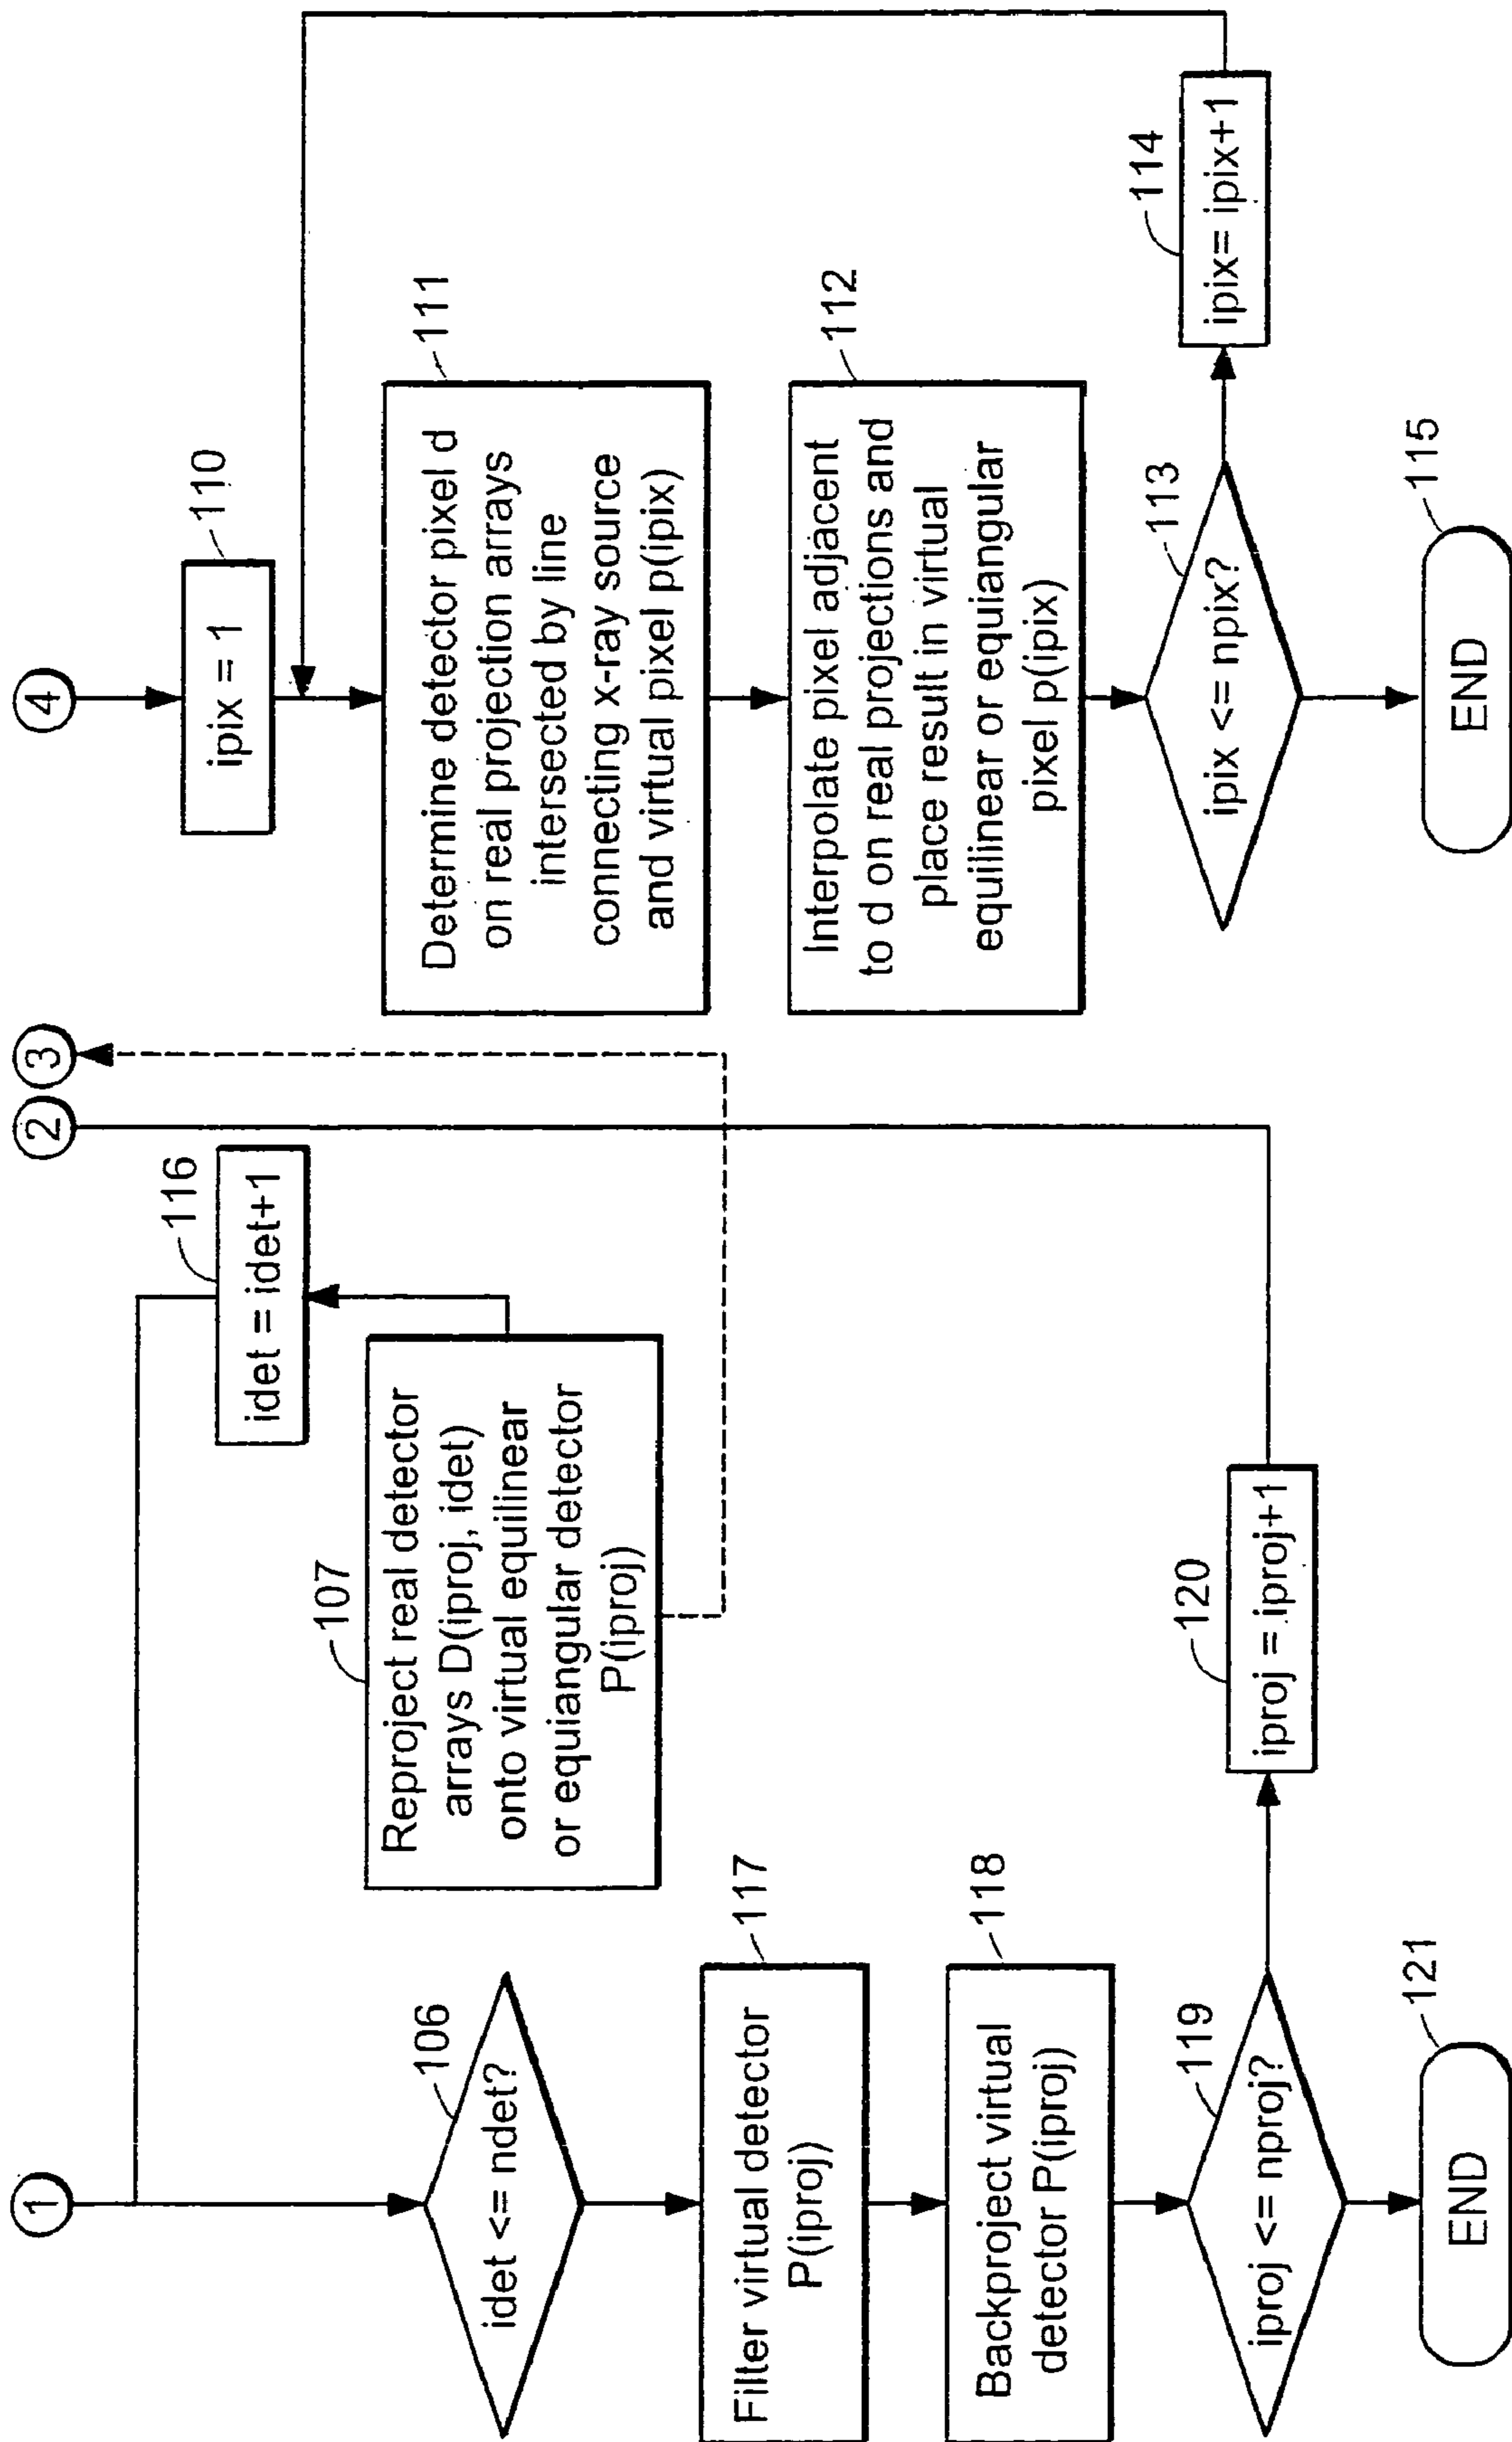 1
106
idet <= ndet?
116
idet = idet+1
107
Reproject real detector
arrays D(iproj, idet)
onto virtual equilinear
or equiangular detector
P(iproj)
117
Filter virtual detector
P(iproj)
118
Backproject virtual
detector P(iproj)
119
iproj <= nproj?
120
iproj = iproj+1
121
END
2
3
4
110
ipix = 1
111
Determine detector pixel d
on real projection arrays
intersected by line
connecting x-ray source
and virtual pixel p(ipix)
112
Interpolate pixel adjacent
to d on real projections and
place result in virtual
equilinear or equiangular
pixel p(ipix)
113
ipix <= npix?
114
ipix= ipix+1
115
END